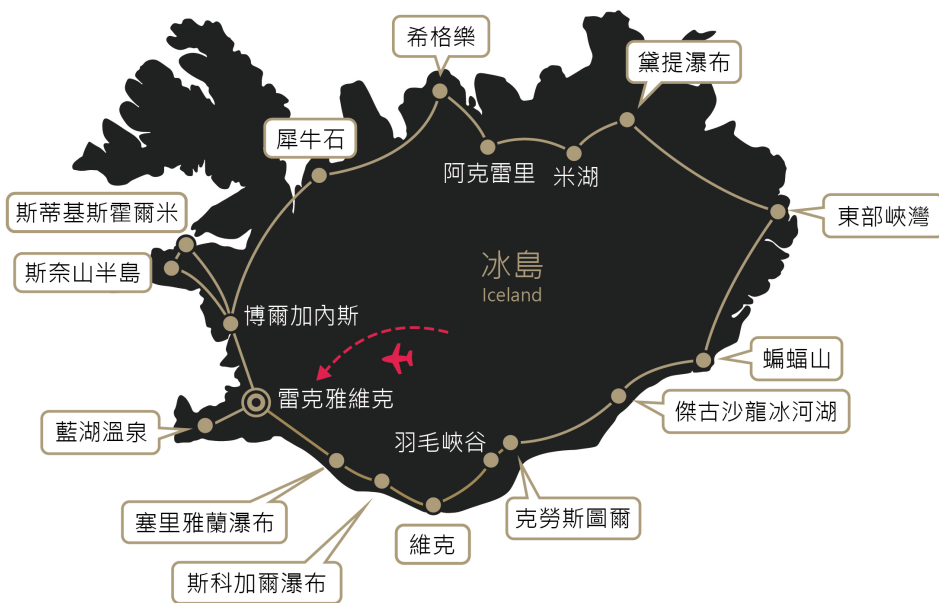 希格樂
黛提瀑布
犀牛石
阿克雷里
米湖
斯蒂基斯霍爾米
東部峽灣
斯奈山半島
冰島
Iceland
博爾加內斯
蝙蝠山
雷克雅維克
傑古沙龍冰河湖
藍湖溫泉
羽毛峽谷
塞里雅蘭瀑布
克勞斯圖爾
維克
斯科加爾瀑布